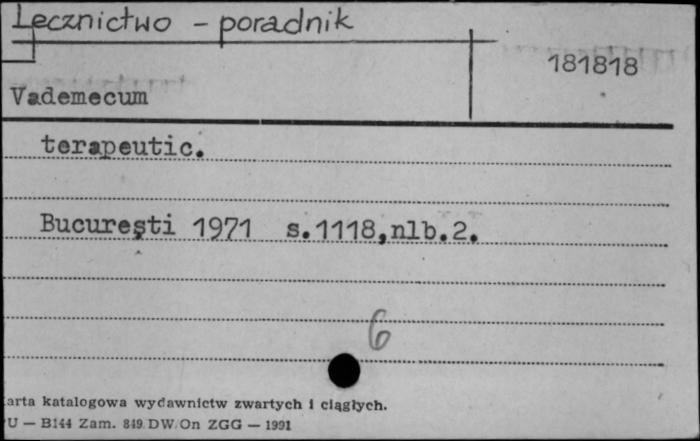 Lecznictwo - poradnik
181818
Vademecum
terapeutic.
București 1971 s.1118,nlb.2.
6
arta katalogowa wydawnictw zwartych i ciągłych.
U — B144 Zam. 849. DW/On ZGG — 1991